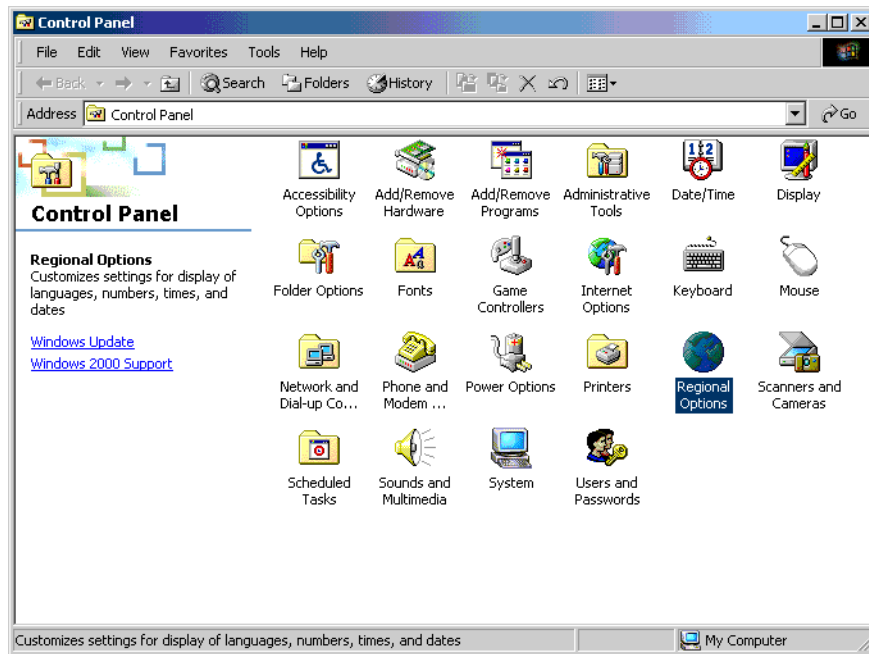 Control Panel
File Edit View Favorites Tools Help
Back Search Folders History
Address Control Panel Go
Control Panel
Regional Options
Customizes settings for display of
languages, numbers, times, and
dates
Windows Update
Windows 2000 Support
Accessibility
Options
Add/Remove
Hardware
Add/Remove
Programs
Administrative
Tools
Date/Time
Display
Folder Options
Fonts
Game
Controllers
Internet
Options
Keyboard
Mouse
Network and
Dial-up Co...
Phone and
Modem ...
Power Options
Printers
Regional
Options
Scanners and
Cameras
Scheduled
Tasks
Sounds and
Multimedia
System
Users and
Passwords
Customizes settings for display of languages, numbers, times, and dates My Computer